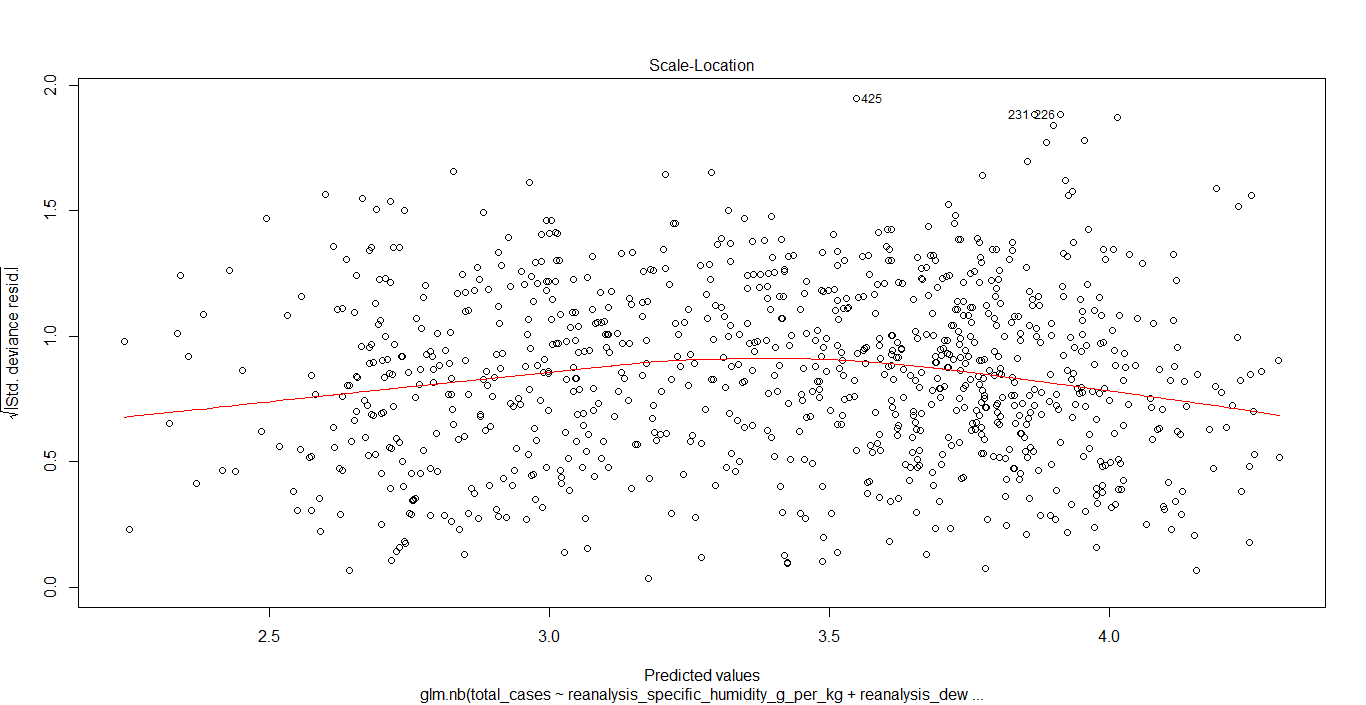 Scale-Location
√|Std. deviance resid.|
2.0
1.5
1.0
0.5
0.0
425
231 226
2.5 3.0 3.5 4.0
Predicted values
glm.nb(total_cases ~ reanalysis_specific_humidity_g_per_kg + reanalysis_dew ...